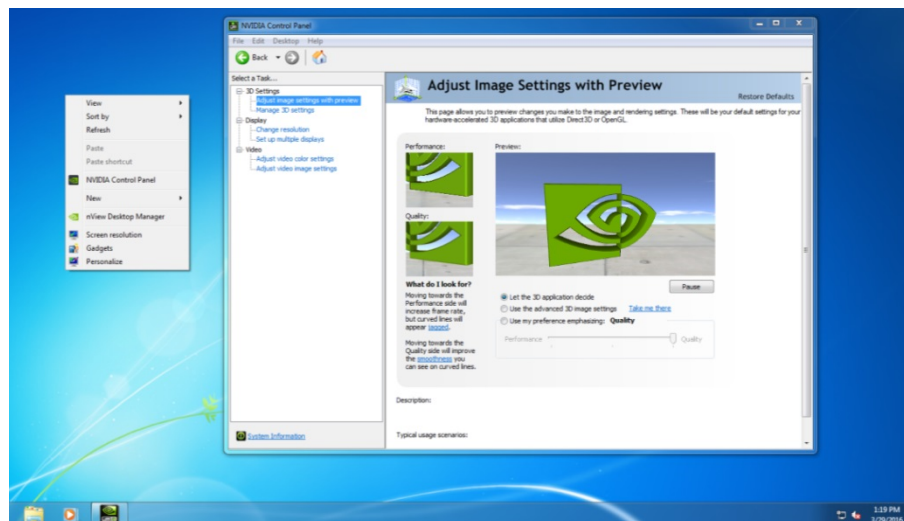 NVIDIA Control Panel
File Edit Desktop Help
Back
Select a Task...
3D Settings
Adjust image settings with preview
Manage 3D settings
Display
Change resolution
Set up multiple displays
Video
Adjust video color settings
Adjust video image settings
System Information
Adjust Image Settings with Preview
Restore Defaults
This page allows you to preview changes you make to the image and rendering settings. These will be your default settings for your
hardware-accelerated 3D applications that utilize Direct3D or OpenGL.
Performance:
Quality:
What do I look for?
Moving towards the
Performance side will
increase frame rate,
but curved lines will
appear jagged.
Moving towards the
Quality side will improve
the smoothness you
can see on curved lines.
Preview:
Pause
Let the 3D application decide
Use the advanced 3D image settings Take me there
Use my preference emphasizing: Quality
Performance Quality
Description:
Typical usage scenarios:
View
Sort by
Refresh
Paste
Paste shortcut
NVIDIA Control Panel
New
nView Desktop Manager
Screen resolution
Gadgets
Personalize
1:19 PM